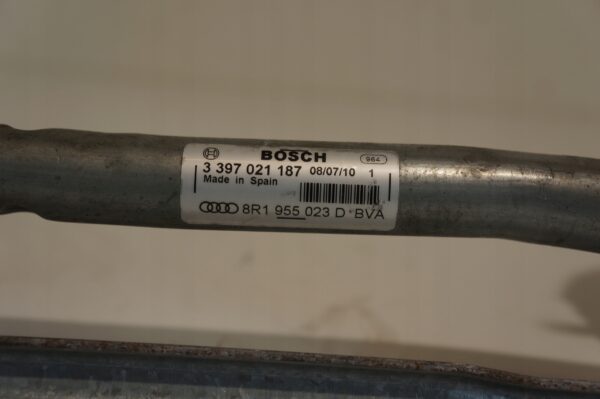 BOSCH 964
3 397 021 187 08/07/10 1
Made in Spain
8R1 955 023 D BVA